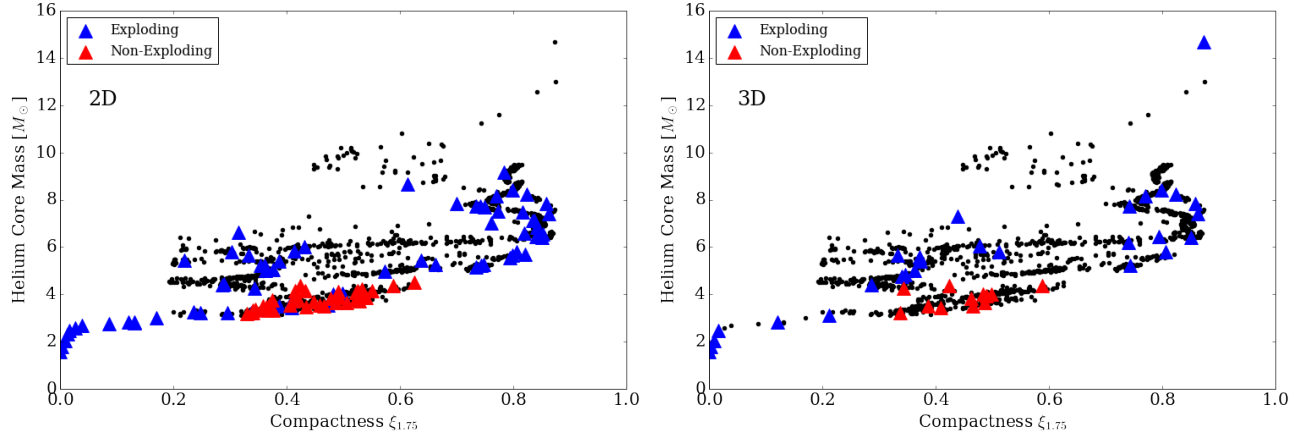 16
14
12
10
8
6
4
2
0
Helium Core Mass [M⊙]
Exploding
Non-Exploding
2D
0.0 0.2 0.4 0.6 0.8 1.0
Compactness ξ1.75
16
14
12
10
8
6
4
2
0
Helium Core Mass [M⊙]
Exploding
Non-Exploding
3D
0.0 0.2 0.4 0.6 0.8 1.0
Compactness ξ1.75